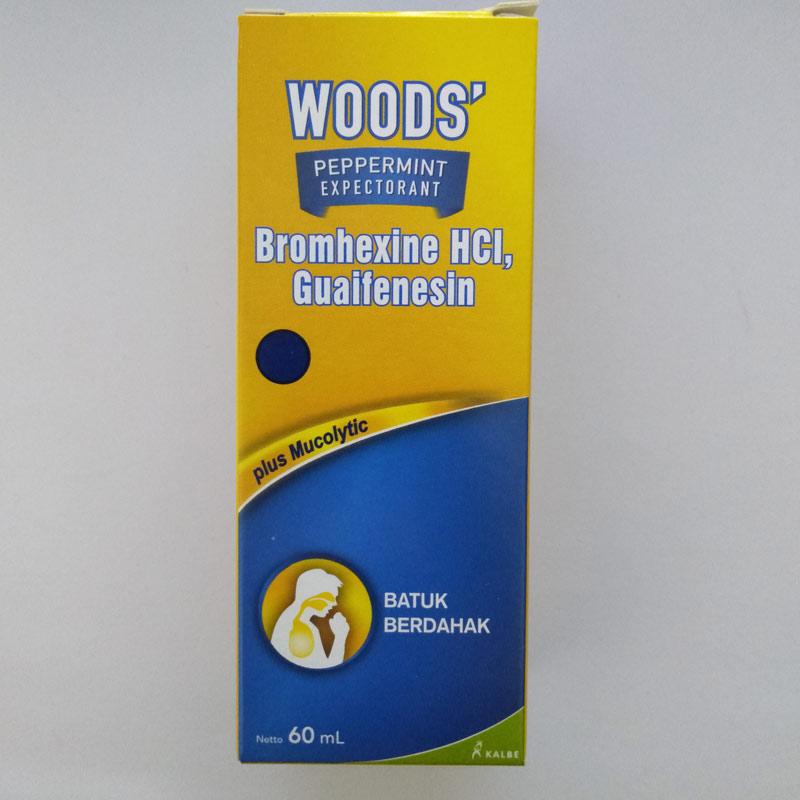 WOODS'
PEPPERMINT
EXPECTORANT
Bromhexine HCl,
Guaifenesin
plus Mucolytic
BATUK
BERDAHAK
Netto 60 mL
KALBE